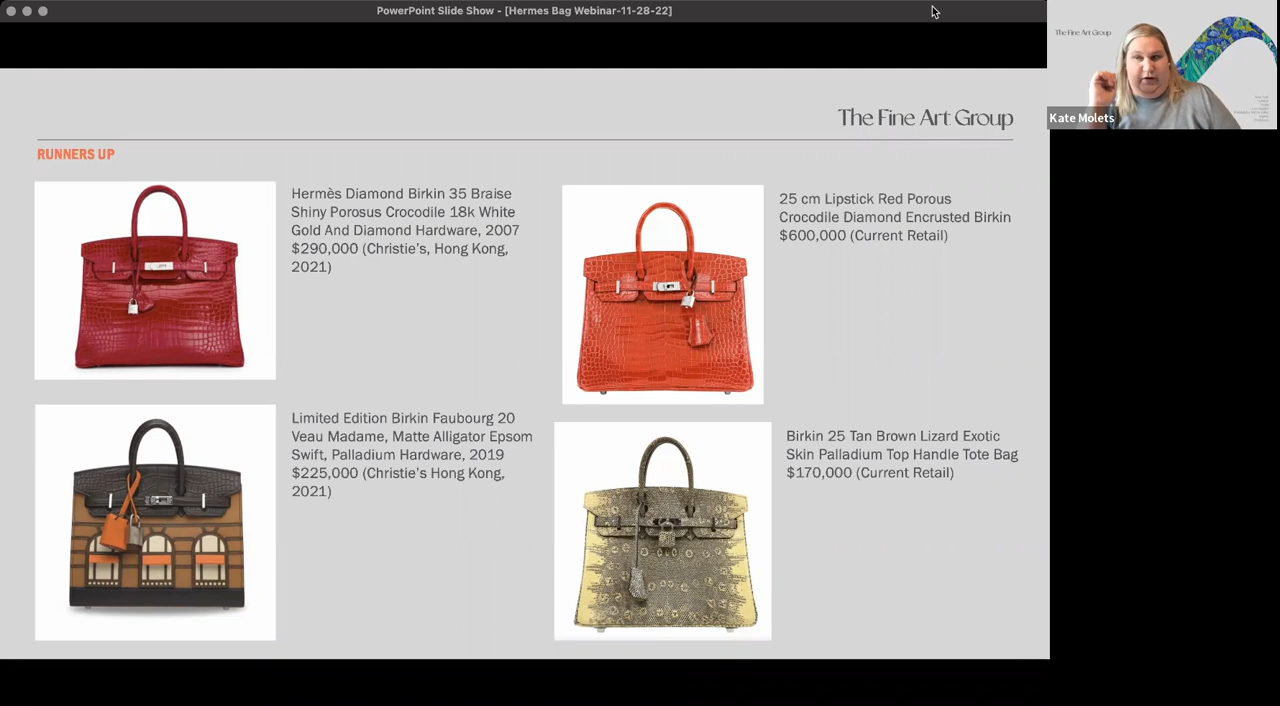 PowerPoint Slide Show - [Hermes Bag Webinar-11-28-22]
The Fine Art Group
Kate Molets
The Fine Art Group
RUNNERS UP
Hermès Diamond Birkin 35 Braise
Shiny Porosus Crocodile 18k White
Gold And Diamond Hardware, 2007
$290,000 (Christie's, Hong Kong,
2021)
25 cm Lipstick Red Porous
Crocodile Diamond Encrusted Birkin
$600,000 (Current Retail)
Limited Edition Birkin Faubourg 20
Veau Madame, Matte Alligator Epsom
Swift, Palladium Hardware, 2019
$225,000 (Christie's Hong Kong,
2021)
Birkin 25 Tan Brown Lizard Exotic
Skin Palladium Top Handle Tote Bag
$170,000 (Current Retail)